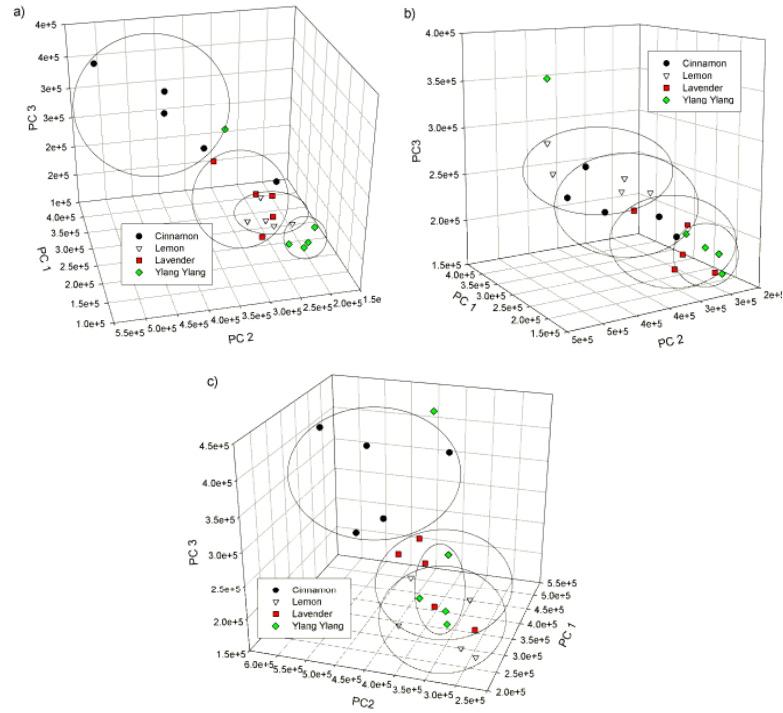 a)
4e+5
4e+5
3e+5
3e+5
2e+5
2e+5
1e+5
PC 3
4.0e+5
3.5e+5
3.0e+5
2.5e+5
2.0e+5
1.5e+5
1.0e+5
PC 1
5.5e+5
5.0e+5
4.5e+5
4.0e+5
3.5e+5
3.0e+5
2.5e+5
2.0e+5
1.5e
PC 2
Cinnamon
Lemon
Lavender
Ylang Ylang
b)
4.0e+5
3.5e+5
3.0e+5
2.5e+5
2.0e+5
1.5e+5
PC3
4.0e+5
3.5e+5
3.0e+5
2.5e+5
2.0e+5
1.5e+5
PC 1
5e+5
5e+5
4e+5
4e+5
3e+5
3e+5
2e+5
PC 2
Cinnamon
Lemon
Lavender
Ylang Ylang
c)
4.5e+5
4.0e+5
3.5e+5
3.0e+5
2.5e+5
2.0e+5
1.5e+5
PC 3
Cinnamon
Lemon
Lavender
Ylang Ylang
6.0e+5
5.5e+5
5.0e+5
4.5e+5
4.0e+5
3.5e+5
3.0e+5
2.5e+5
PC2
5.5e+5
5.0e+5
4.5e+5
4.0e+5
3.5e+5
3.0e+5
2.5e+5
2.0e+5
PC 1